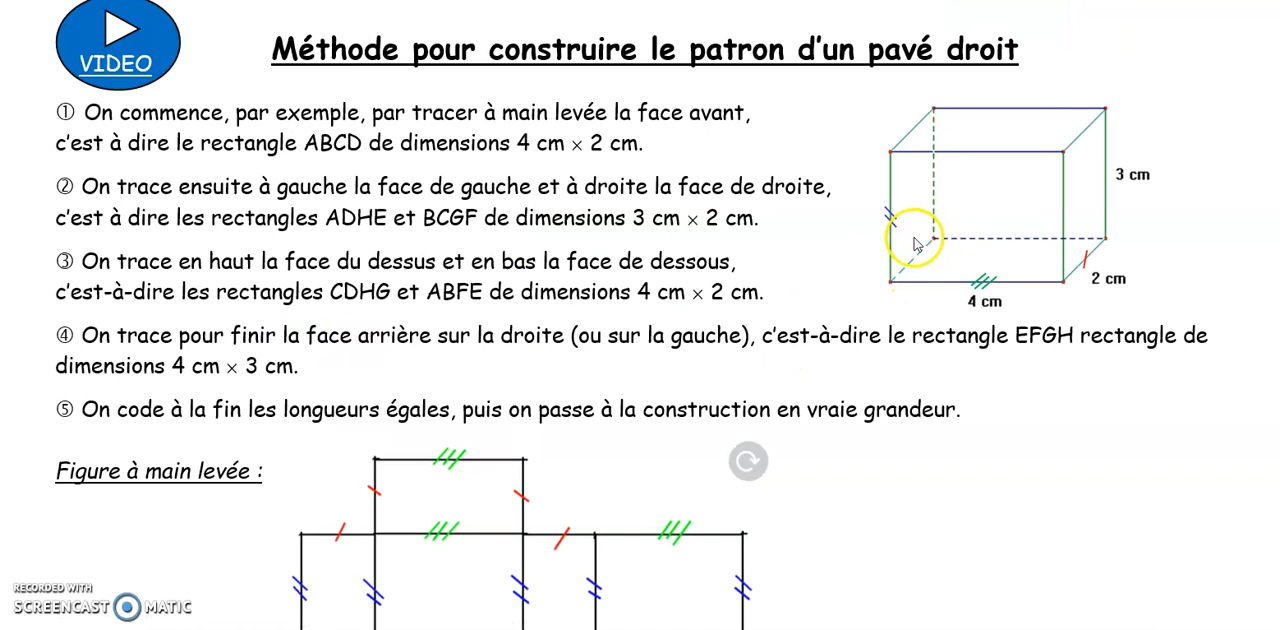 VIDEO
Méthode pour construire le patron d'un pavé droit
① On commence, par exemple, par tracer à main levée la face avant,
c'est à dire le rectangle ABCD de dimensions 4 cm × 2 cm.
② On trace ensuite à gauche la face de gauche et à droite la face de droite,
c'est à dire les rectangles ADHE et BCGF de dimensions 3 cm × 2 cm.
③ On trace en haut la face du dessus et en bas la face de dessous,
c'est-à-dire les rectangles CDHG et ABFE de dimensions 4 cm × 2 cm.
3 cm
2 cm
4 cm
④ On trace pour finir la face arrière sur la droite (ou sur la gauche), c'est-à-dire le rectangle EFGH rectangle de
dimensions 4 cm × 3 cm.
⑤ On code à la fin les longueurs égales, puis on passe à la construction en vraie grandeur.
Figure à main levée :
RECORDED WITH
SCREENCAST MATIC